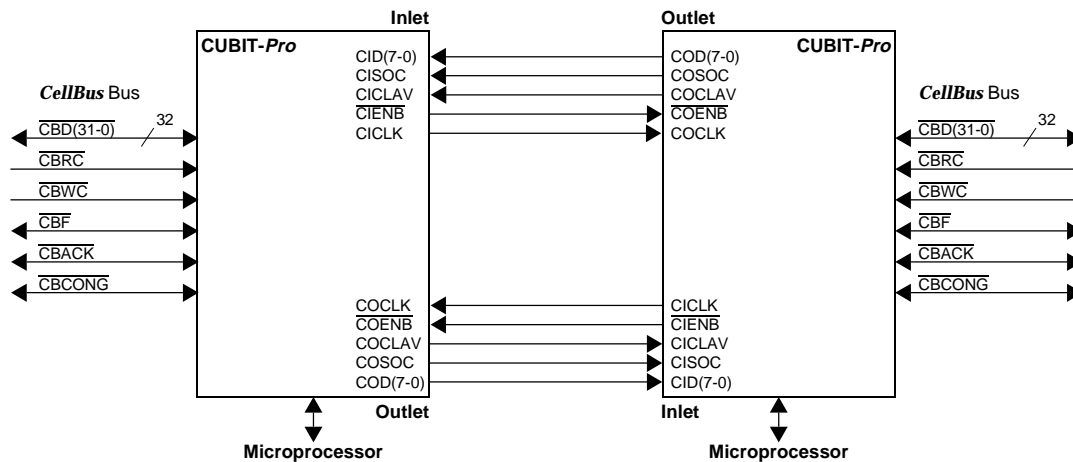 Inlet
Outlet
CUBIT-Pro
CUBIT-Pro
CID(7-0)
CISOC
CICLAV
CIENB
CICLK
COD(7-0)
COSOC
COCLAV
COENB
COCLK
CellBus Bus
CBD(31-0)
32
CBRC
CBWC
CBF
CBACK
CBCONG
CellBus Bus
CBD(31-0)
32
CBRC
CBWC
CBF
CBACK
CBCONG
COCLK
COENB
COCLAV
COSOC
COD(7-0)
CICLK
CIENB
CICLAV
CISOC
CID(7-0)
Outlet
Inlet
Microprocessor
Microprocessor